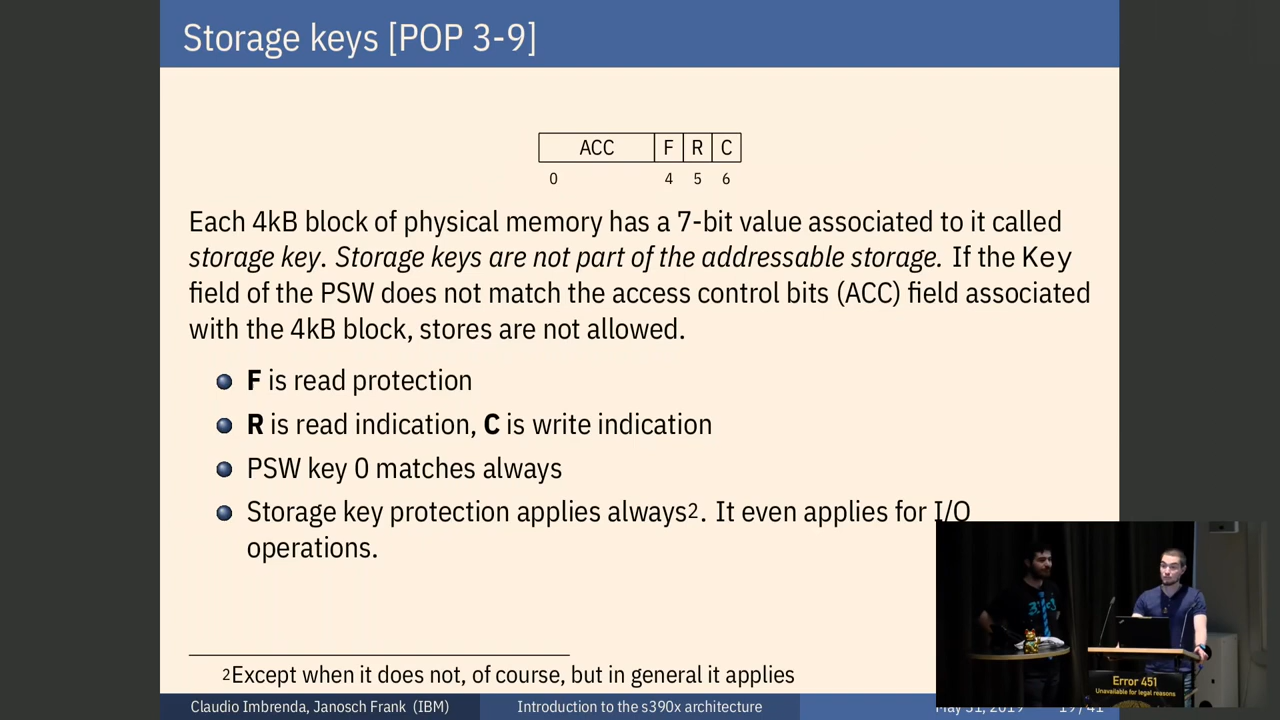 Storage keys [POP 3-9]
ACC F R C
0 4 5 6
Each 4kB block of physical memory has a 7-bit value associated to it called
storage key. Storage keys are not part of the addressable storage. If the Key
field of the PSW does not match the access control bits (ACC) field associated
with the 4kB block, stores are not allowed.
F is read protection
R is read indication, C is write indication
PSW key 0 matches always
Storage key protection applies always2. It even applies for I/O
operations.
2Except when it does not, of course, but in general it applies
Claudio Imbrenda, Janosch Frank (IBM) Introduction to the s390x architecture May 31, 2019 19 / 41
Error 451
Unavailable for legal reasons